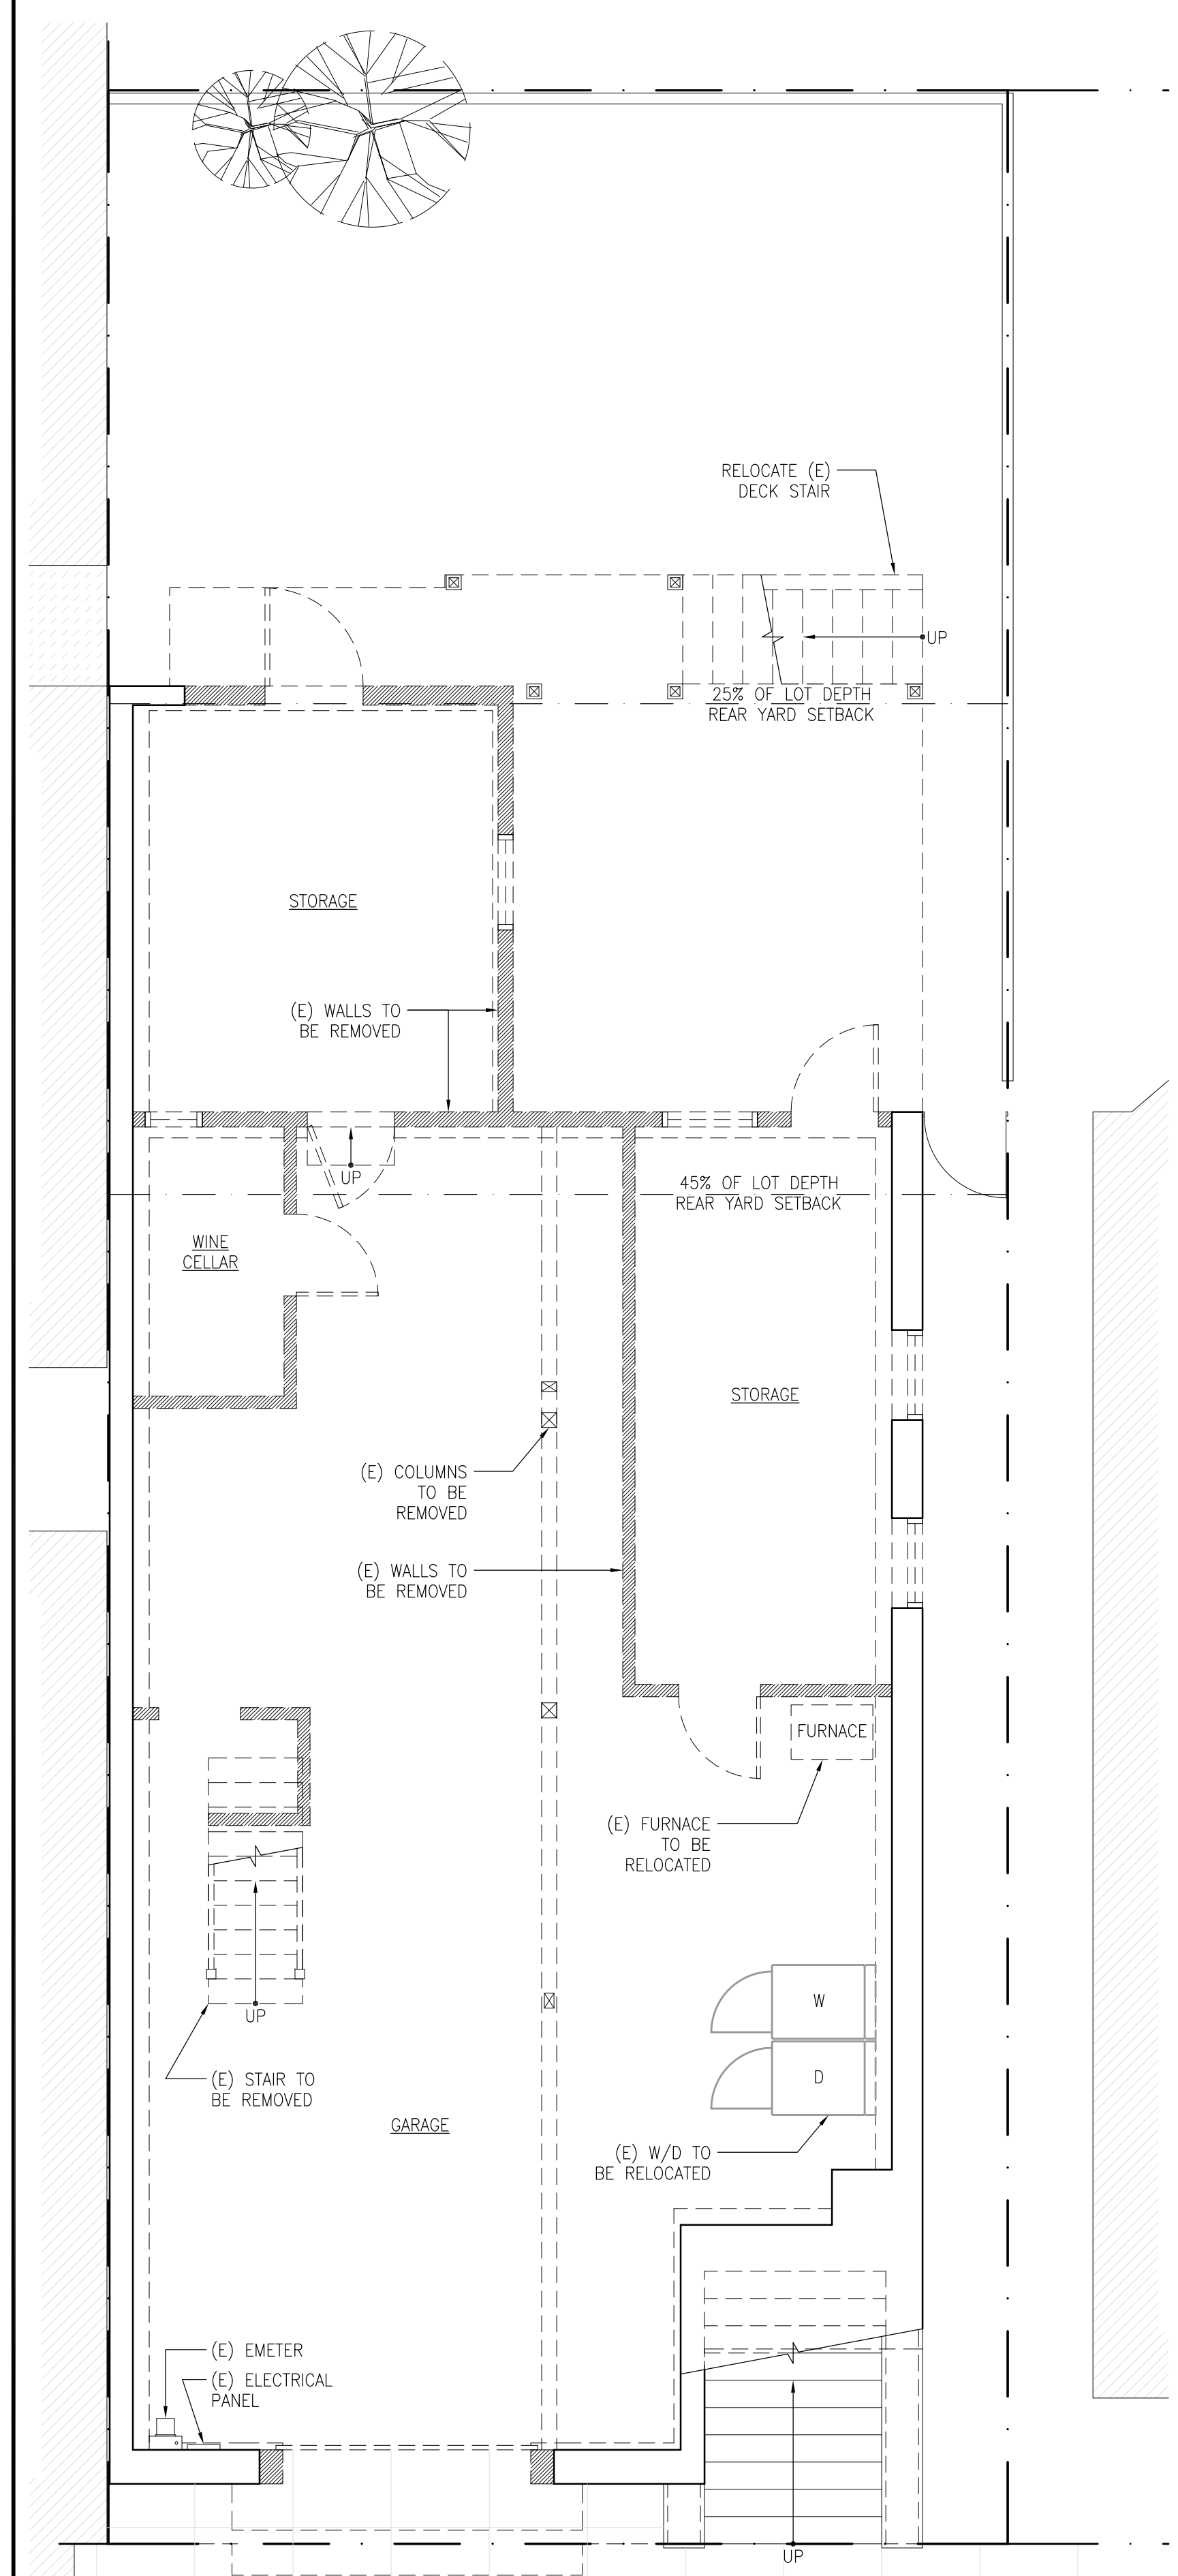 RELOCATE (E)
DECK STAIR
UP
25% OF LOT DEPTH
REAR YARD SETBACK
STORAGE
(E) WALLS TO
BE REMOVED
UP
45% OF LOT DEPTH
REAR YARD SETBACK
WINE
CELLAR
STORAGE
(E) COLUMNS
TO BE
REMOVED
(E) WALLS TO
BE REMOVED
FURNACE
(E) FURNACE
TO BE
RELOCATED
W
UP
D
(E) STAIR TO
BE REMOVED
GARAGE
(E) W/D TO
BE RELOCATED
(E) EMETER
(E) ELECTRICAL
PANEL
UP